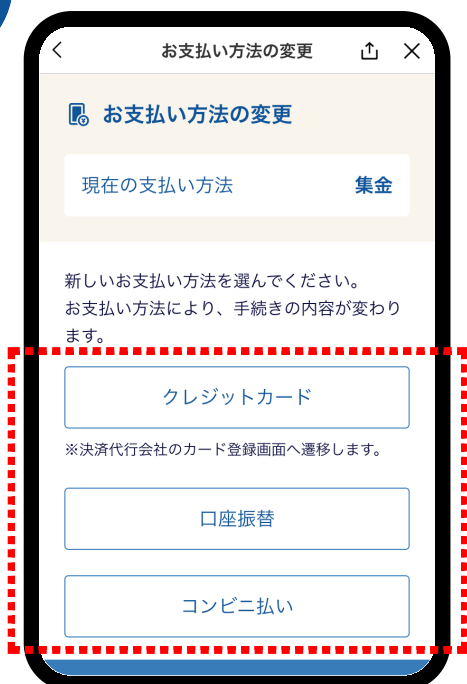 お支払い方法の変更
お支払い方法の変更
現在の支払い方法 集金
新しいお支払い方法を選んでください。
お支払い方法により、手続きの内容が変わり
ます。
クレジットカード
※決済代行会社のカード登録画面へ遷移します。
口座振替
コンビニ払い